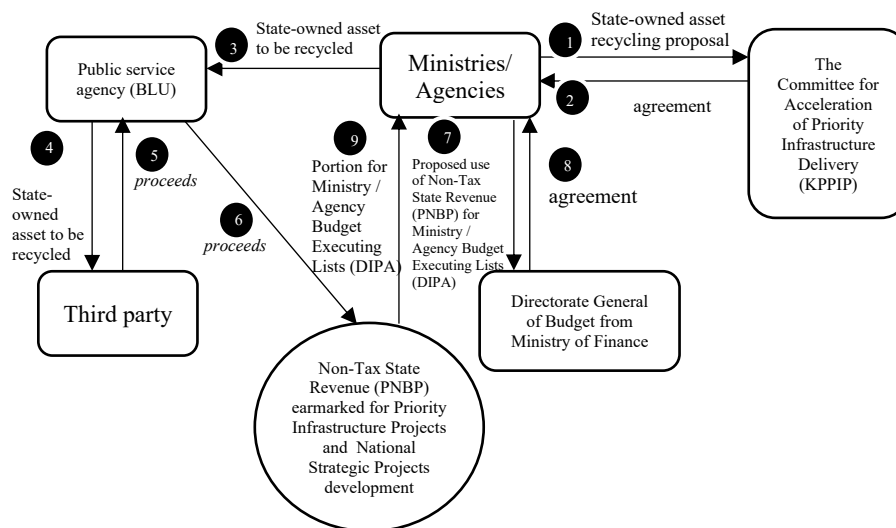 3
State-owned asset
to be recycled
1
State-owned asset
recycling proposal
Public service
agency (BLU)
Ministries/
Agencies
2
agreement
The
Committee for
Acceleration
of Priority
Infrastructure
Delivery
(KPPIP)
4
State-
owned
asset to be
recycled
5
proceeds
6
proceeds
9
Portion for
Ministry /
Agency
Budget
Executing
Lists (DIPA)
7
Proposed use
of Non-Tax
State Revenue
(PNBP) for
Ministry /
Agency Budget
Executing Lists
(DIPA)
8
agreement
Third party
Directorate General
of Budget from
Ministry of Finance
Non-Tax State
Revenue (PNBP)
earmarked for Priority
Infrastructure Projects
and National
Strategic Projects
development